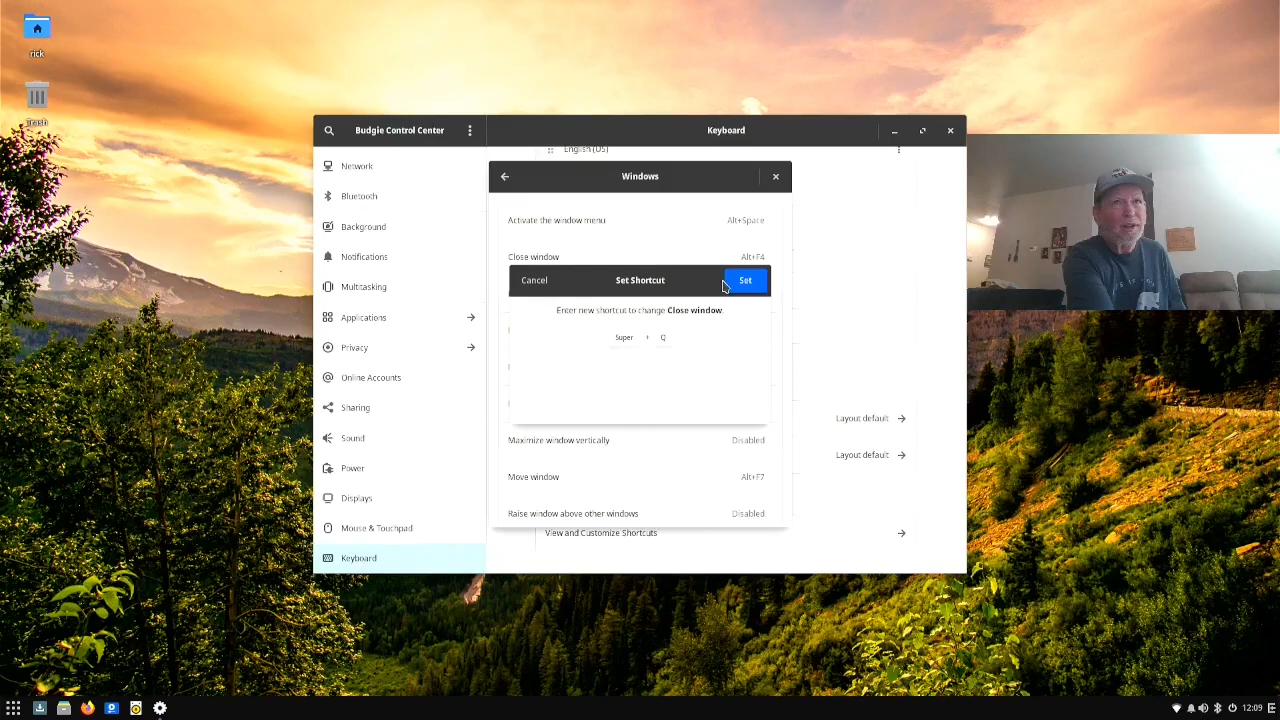 rick
Trash
Budgie Control Center
Keyboard
Network
Bluetooth
Background
Notifications
Multitasking
Applications
Privacy
Online Accounts
Sharing
Sound
Power
Displays
Mouse & Touchpad
Keyboard
English (US)
Windows
Activate the window menu Alt+Space
Close window Alt+F4
Cancel Set Shortcut Set
Enter new shortcut to change Close window.
Super + Q
Maximize window vertically Disabled
Move window Alt+F7
Raise window above other windows Disabled
Layout default
Layout default
View and Customize Shortcuts
12:09